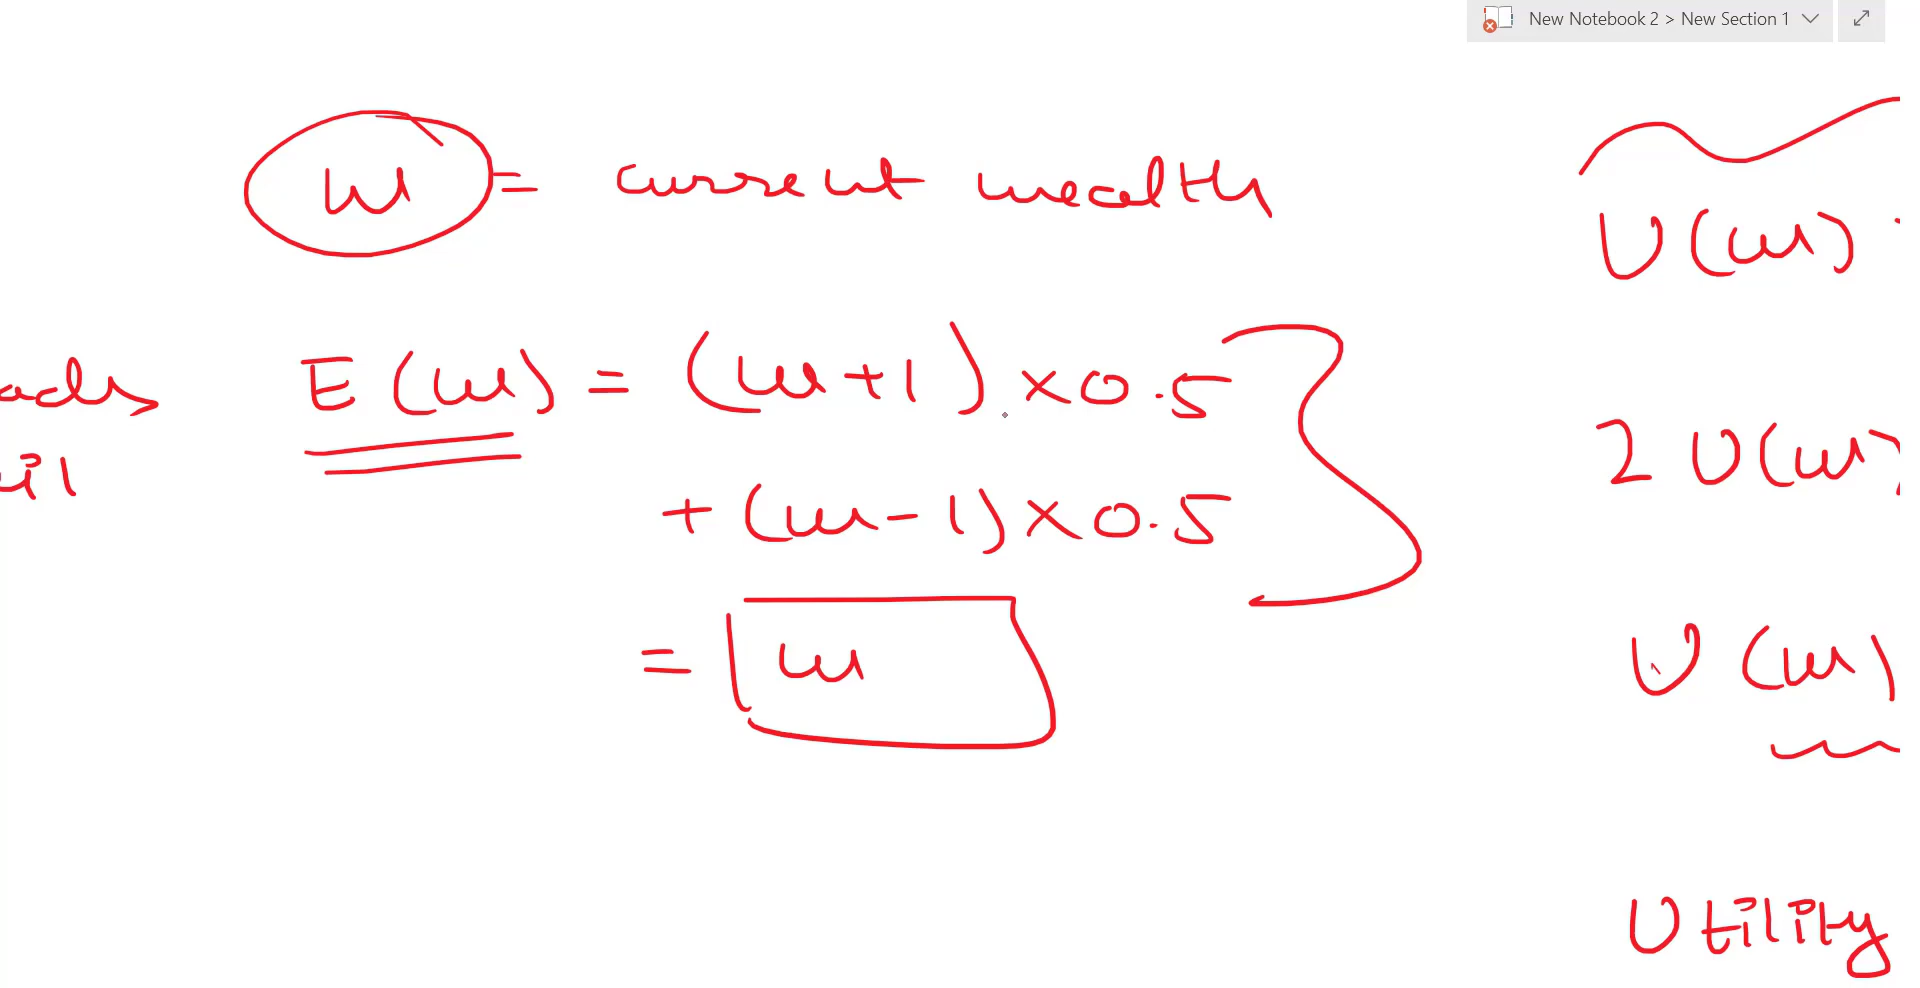 New Notebook 2 > New Section 1
w = current wealth
U(w)
E(w) = (w+1) × 0.5
+ (w-1) × 0.5
2 U(w)
= w
U(w)
Utility